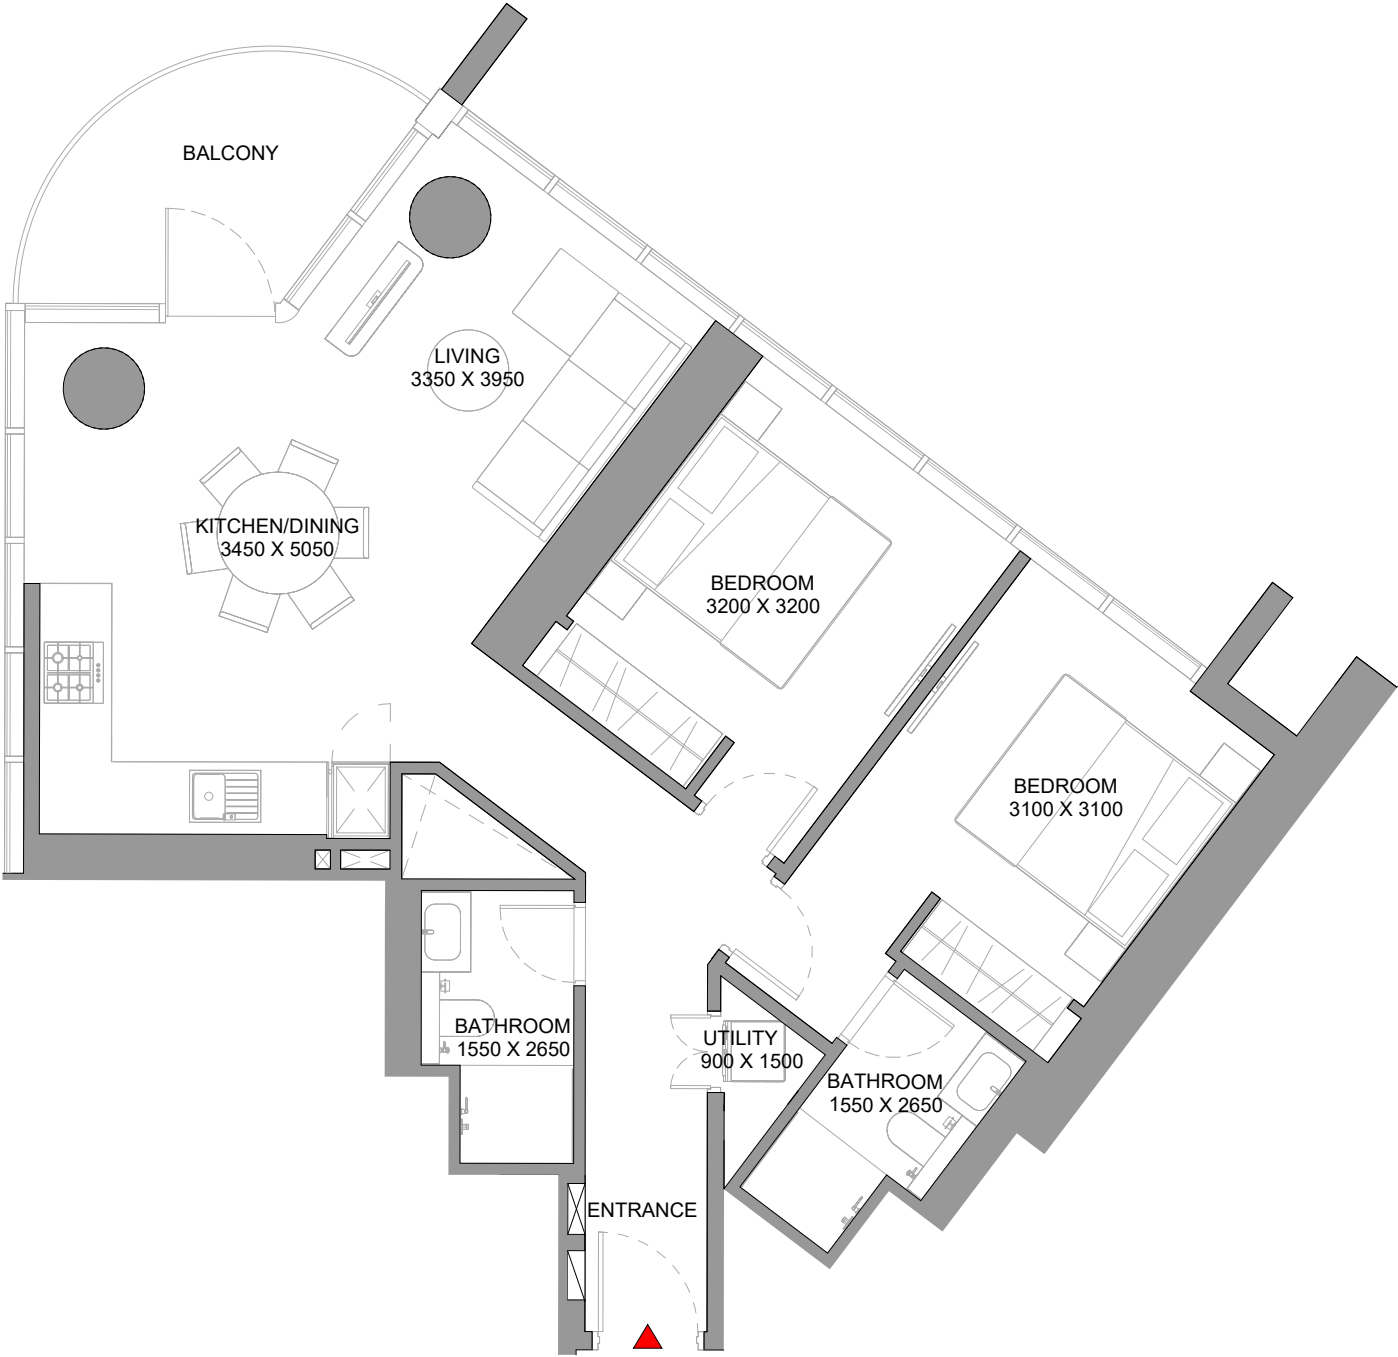 BALCONY
LIVING
3350 X 3950
KITCHEN/DINING
3450 X 5050
BEDROOM
3200 X 3200
BEDROOM
3100 X 3100
BATHROOM
1550 X 2650
UTILITY
900 X 1500
BATHROOM
1550 X 2650
ENTRANCE